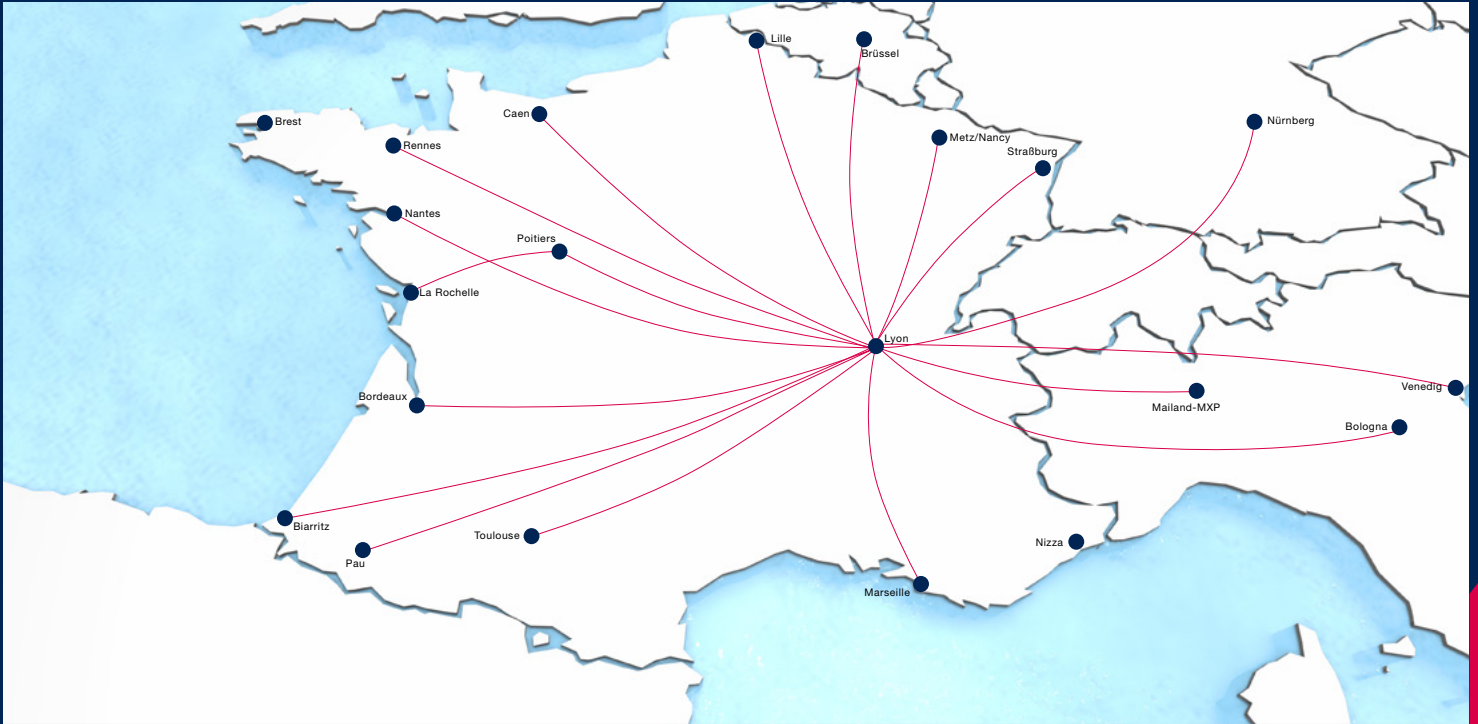 Lille
Brüssel
Caen
Brest
Nürnberg
Metz/Nancy
Rennes
Straßburg
Nantes
Poitiers
La Rochelle
Lyon
Venedig
Bordeaux
Mailand-MXP
Bologna
Biarritz
Toulouse
Nizza
Pau
Marseille